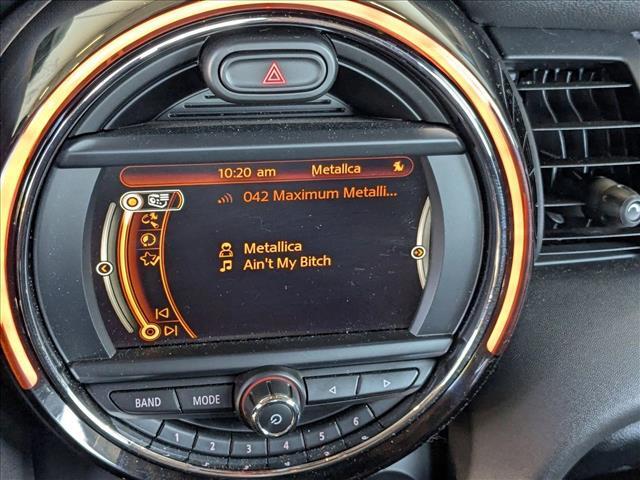 10:20 am Metallca
042 Maximum Metalli...
Metallica
Ain't My Bitch
BAND MODE
1 2 3 4 5 6